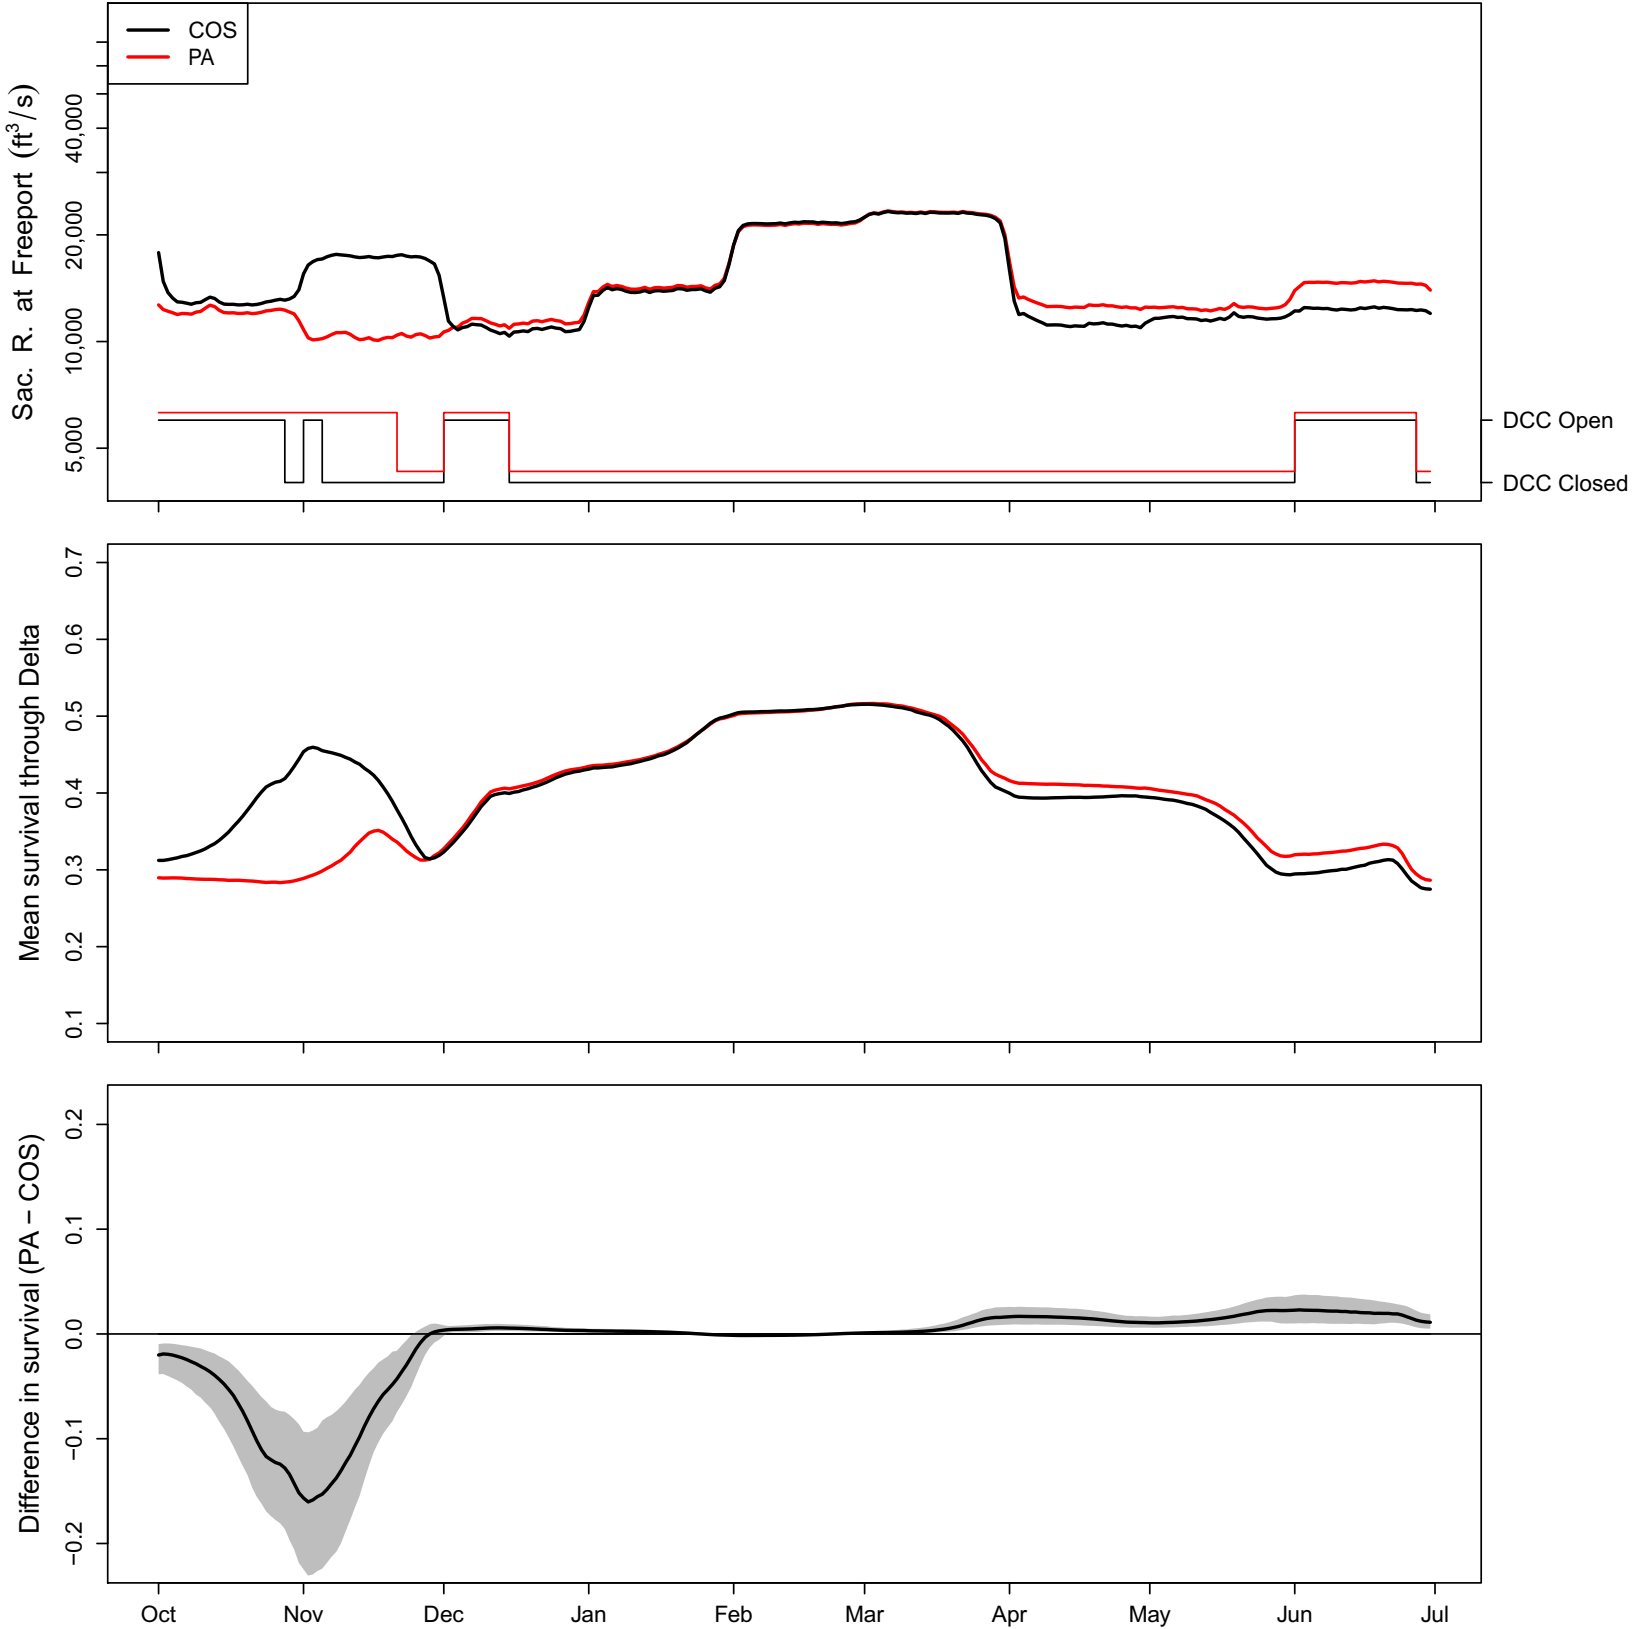 COS
PA
Sac. R. at Freeport (ft³/s)
40,000
20,000
10,000
5,000
DCC Open
DCC Closed
Mean survival through Delta
0.7
0.6
0.5
0.4
0.3
0.2
0.1
Difference in survival (PA − COS)
0.2
0.1
0.0
−0.1
−0.2
Oct Nov Dec Jan Feb Mar Apr May Jun Jul